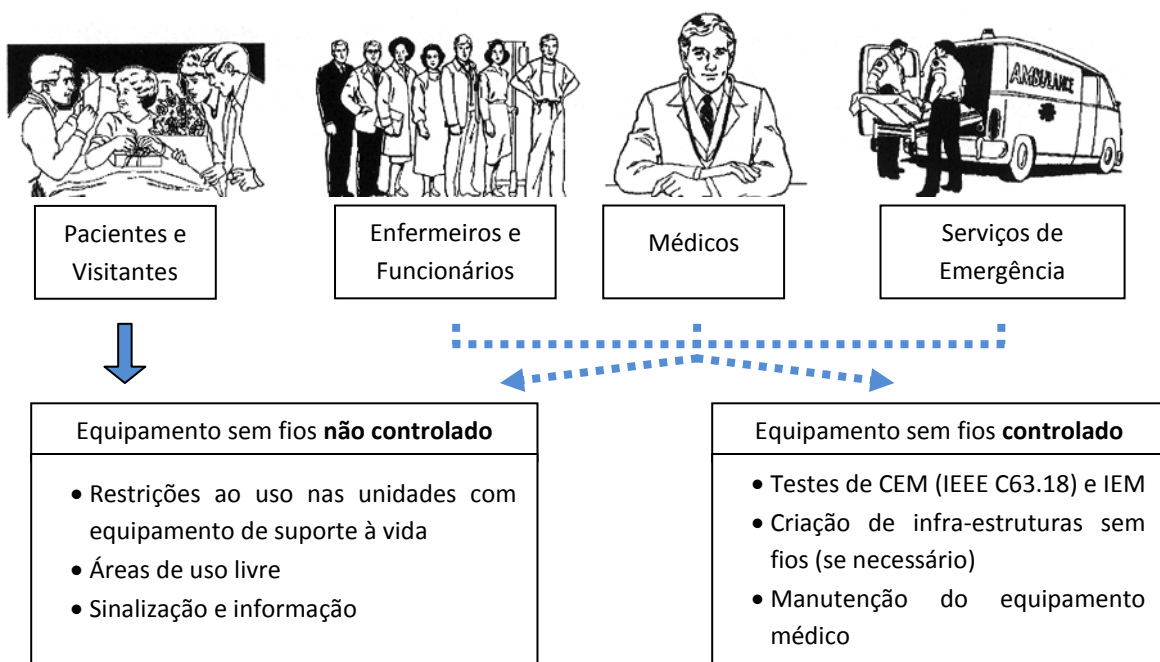 AMBULANCE
Pacientes e
Visitantes
Enfermeiros e
Funcionários
Médicos
Serviços de
Emergência
Equipamento sem fios não controlado
• Restrições ao uso nas unidades com
equipamento de suporte à vida
• Áreas de uso livre
• Sinalização e informação
Equipamento sem fios controlado
• Testes de CEM (IEEE C63.18) e IEM
• Criação de infra-estruturas sem
fios (se necessário)
• Manutenção do equipamento
médico